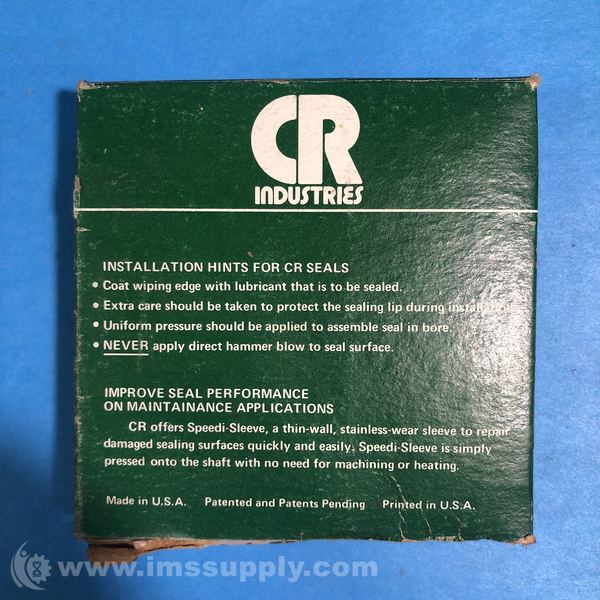 CR
INDUSTRIES
INSTALLATION HINTS FOR CR SEALS
• Coat wiping edge with lubricant that is to be sealed.
• Extra care should be taken to protect the sealing lip during installation.
• Uniform pressure should be applied to assemble seal in bore.
• NEVER apply direct hammer blow to seal surface.
IMPROVE SEAL PERFORMANCE
ON MAINTAINANCE APPLICATIONS
CR offers Speedi-Sleeve, a thin-wall, stainless-wear sleeve to repair
damaged sealing surfaces quickly and easily. Speedi-Sleeve is simply
pressed onto the shaft with no need for machining or heating.
Made in U.S.A. Patented and Patents Pending Printed in U.S.A.
www.imssupply.com